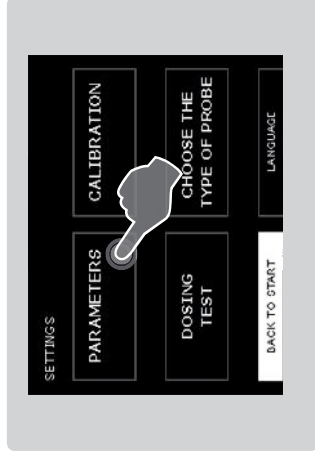 SETTINGS
PARAMETERS
CALIBRATION
DOSING
TEST
CHOOSE THE
TYPE OF PROBE
BACK TO START
LANGUAGE